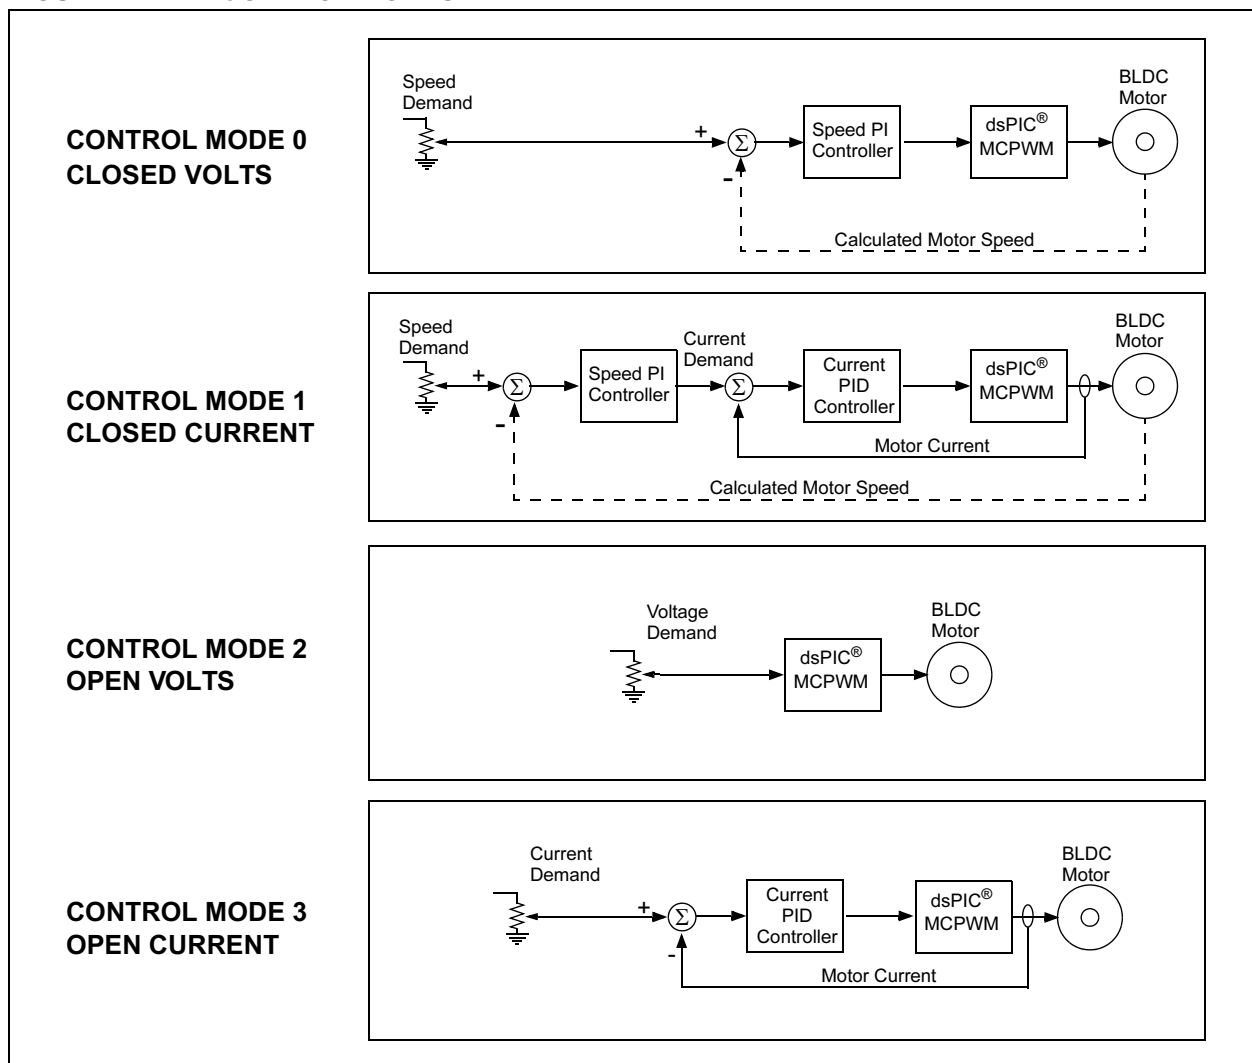 CONTROL MODE 0
CLOSED VOLTS
Speed
Demand
+
Σ
-
Speed PI
Controller
dsPIC®
MCPWM
BLDC
Motor
Calculated Motor Speed
CONTROL MODE 1
CLOSED CURRENT
Speed
Demand
+
Σ
-
Speed PI
Controller
Current
Demand
Σ
Current
PID
Controller
dsPIC®
MCPWM
BLDC
Motor
Motor Current
Calculated Motor Speed
CONTROL MODE 2
OPEN VOLTS
Voltage
Demand
dsPIC®
MCPWM
BLDC
Motor
CONTROL MODE 3
OPEN CURRENT
Current
Demand
+
Σ
-
Current
PID
Controller
dsPIC®
MCPWM
BLDC
Motor
Motor Current